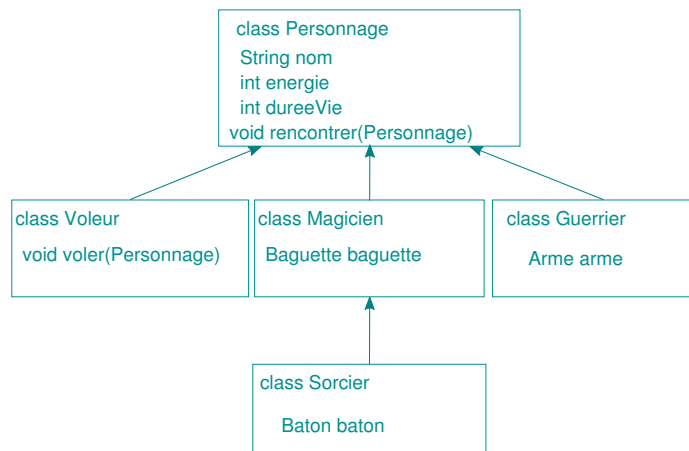 class Personnage
String nom
int energie
int dureeVie
void rencontrer(Personnage)
class Voleur
void voler(Personnage)
class Magicien
Baguette baguette
class Guerrier
Arme arme
class Sorcier
Baton baton